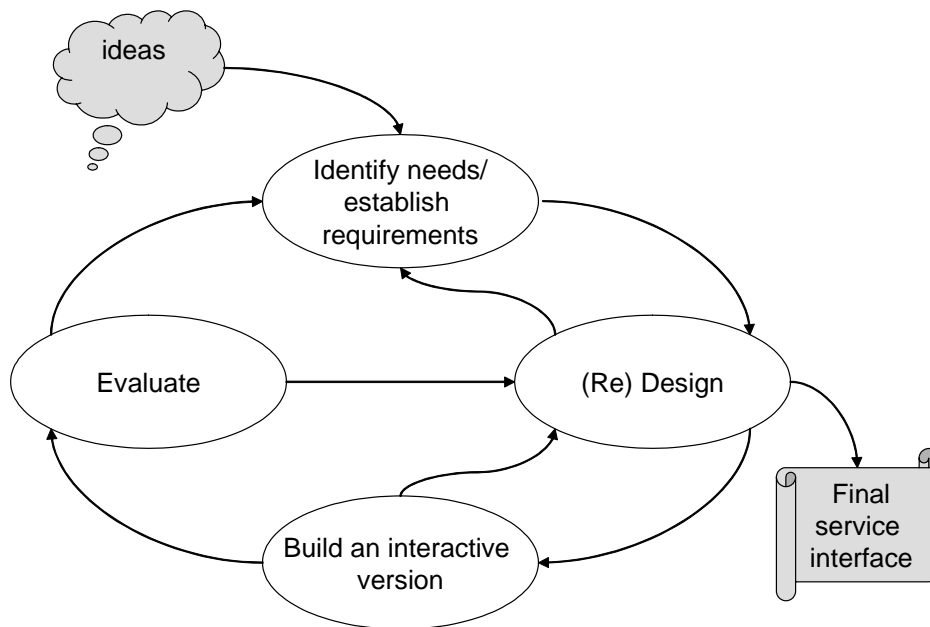 ideas
Identify needs/
establish
requirements
Evaluate
(Re) Design
Build an interactive
version
Final
service
interface